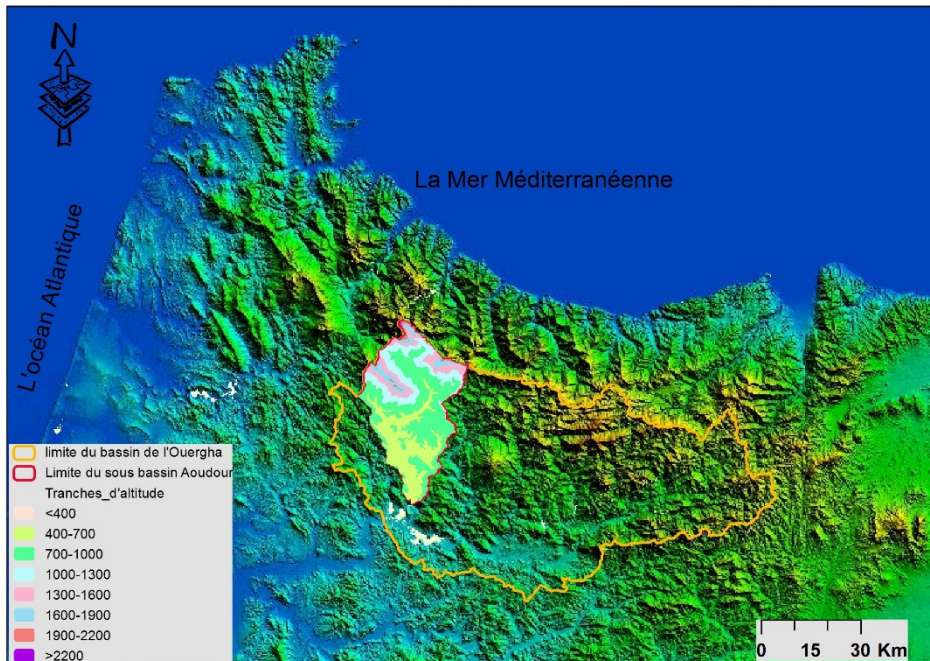 N
La Mer Méditerranéenne
L'océan Atlantique
limite du bassin de l'Ouergha
Limite du sous bassin Aoudour
Tranches_d'altitude
<400
400-700
700-1000
1000-1300
1300-1600
1600-1900
1900-2200
>2200
0 15 30 Km